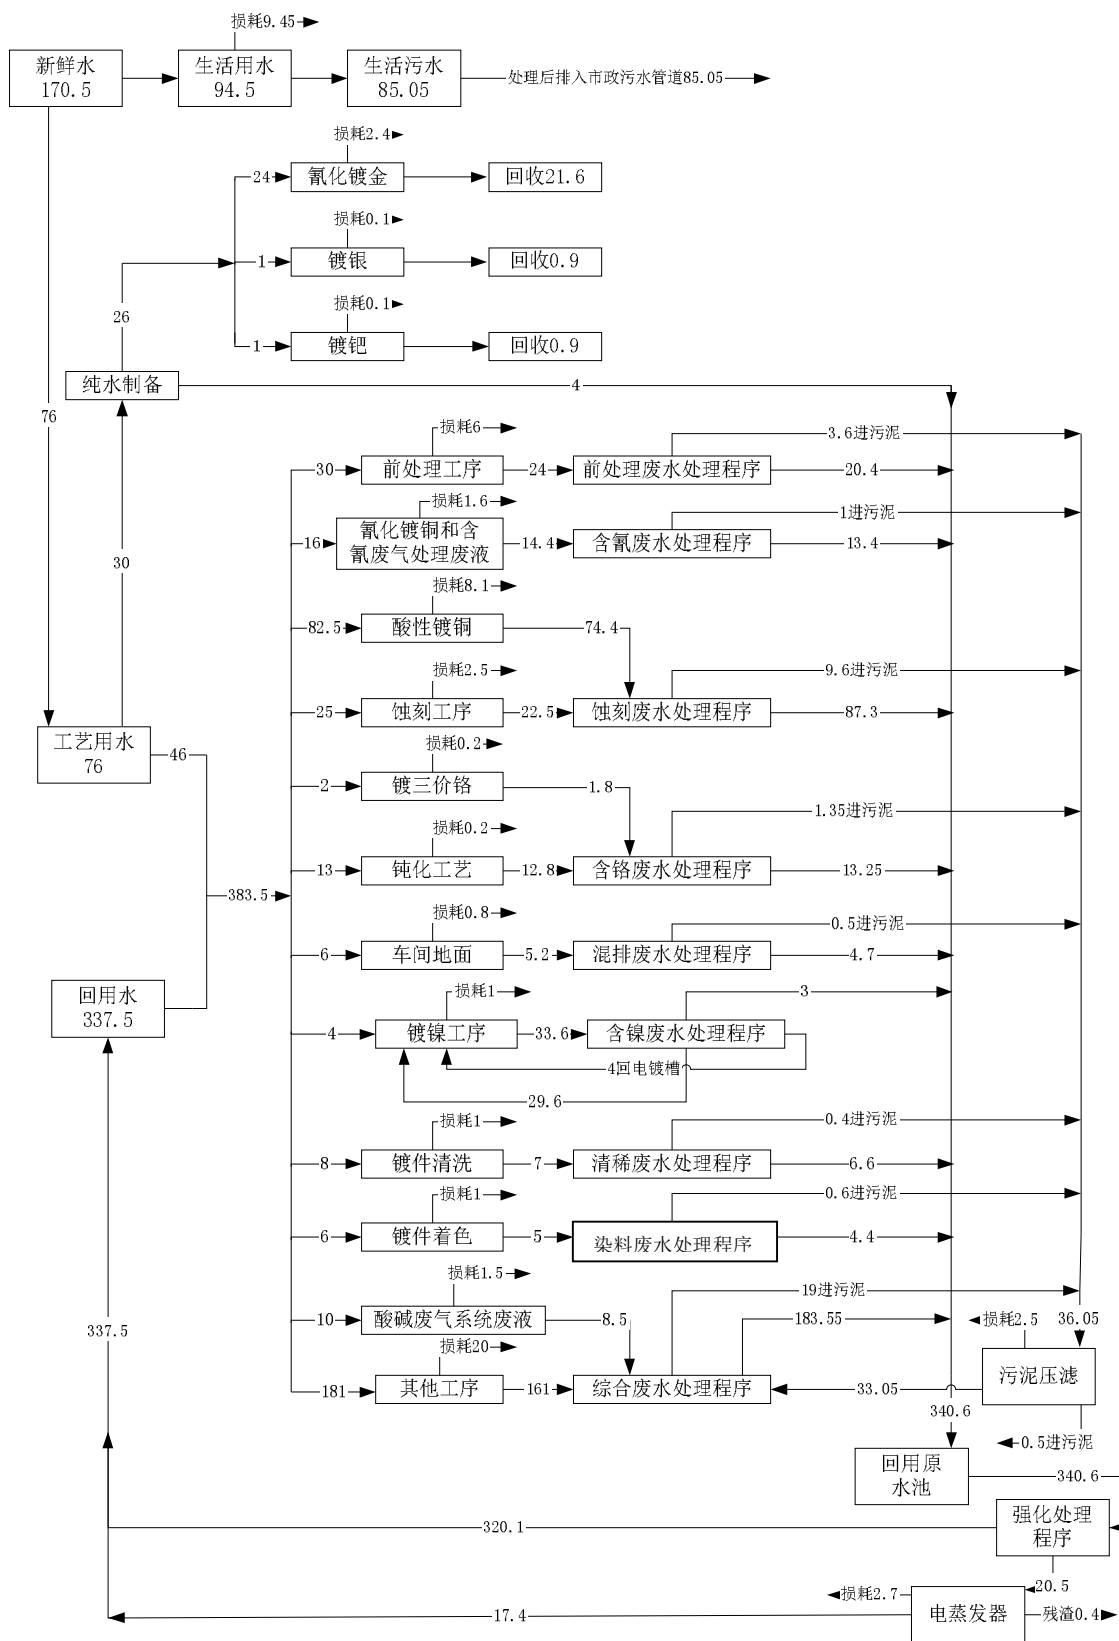 损耗9.45
新鲜水
170.5
生活用水
94.5
生活污水
85.05
处理后排入市政污水管道85.05
损耗2.4
24
氰化镀金
回收21.6
损耗0.1
1
镀银
回收0.9
26
损耗0.1
1
镀钯
回收0.9
纯水制备
4
76
损耗6
3.6进污泥
30
前处理工序
24
前处理废水处理程序
20.4
损耗1.6
1进污泥
16
氰化镀铜和含
氰废气处理废液
14.4
含氰废水处理程序
13.4
30
损耗8.1
82.5
酸性镀铜
74.4
损耗2.5
9.6进污泥
25
蚀刻工序
22.5
蚀刻废水处理程序
87.3
工艺用水
76
46
损耗0.2
2
镀三价铬
1.8
1.35进污泥
损耗0.2
13
钝化工艺
12.8
含铬废水处理程序
13.25
383.5
损耗0.8
0.5进污泥
6
车间地面
5.2
混排废水处理程序
4.7
回用水
337.5
损耗1
3
4
镀镍工序
33.6
含镍废水处理程序
4回电镀槽
29.6
损耗1
0.4进污泥
8
镀件清洗
7
清稀废水处理程序
6.6
损耗1
0.6进污泥
6
镀件着色
5
染料废水处理程序
4.4
损耗1.5
19进污泥
10
酸碱废气系统废液
8.5
183.55
损耗2.5
36.05
337.5
损耗20
181
其他工序
161
综合废水处理程序
33.05
污泥压滤
340.6
0.5进污泥
回用原
水池
340.6
320.1
强化处理
程序
20.5
损耗2.7
17.4
电蒸发器
残渣0.4